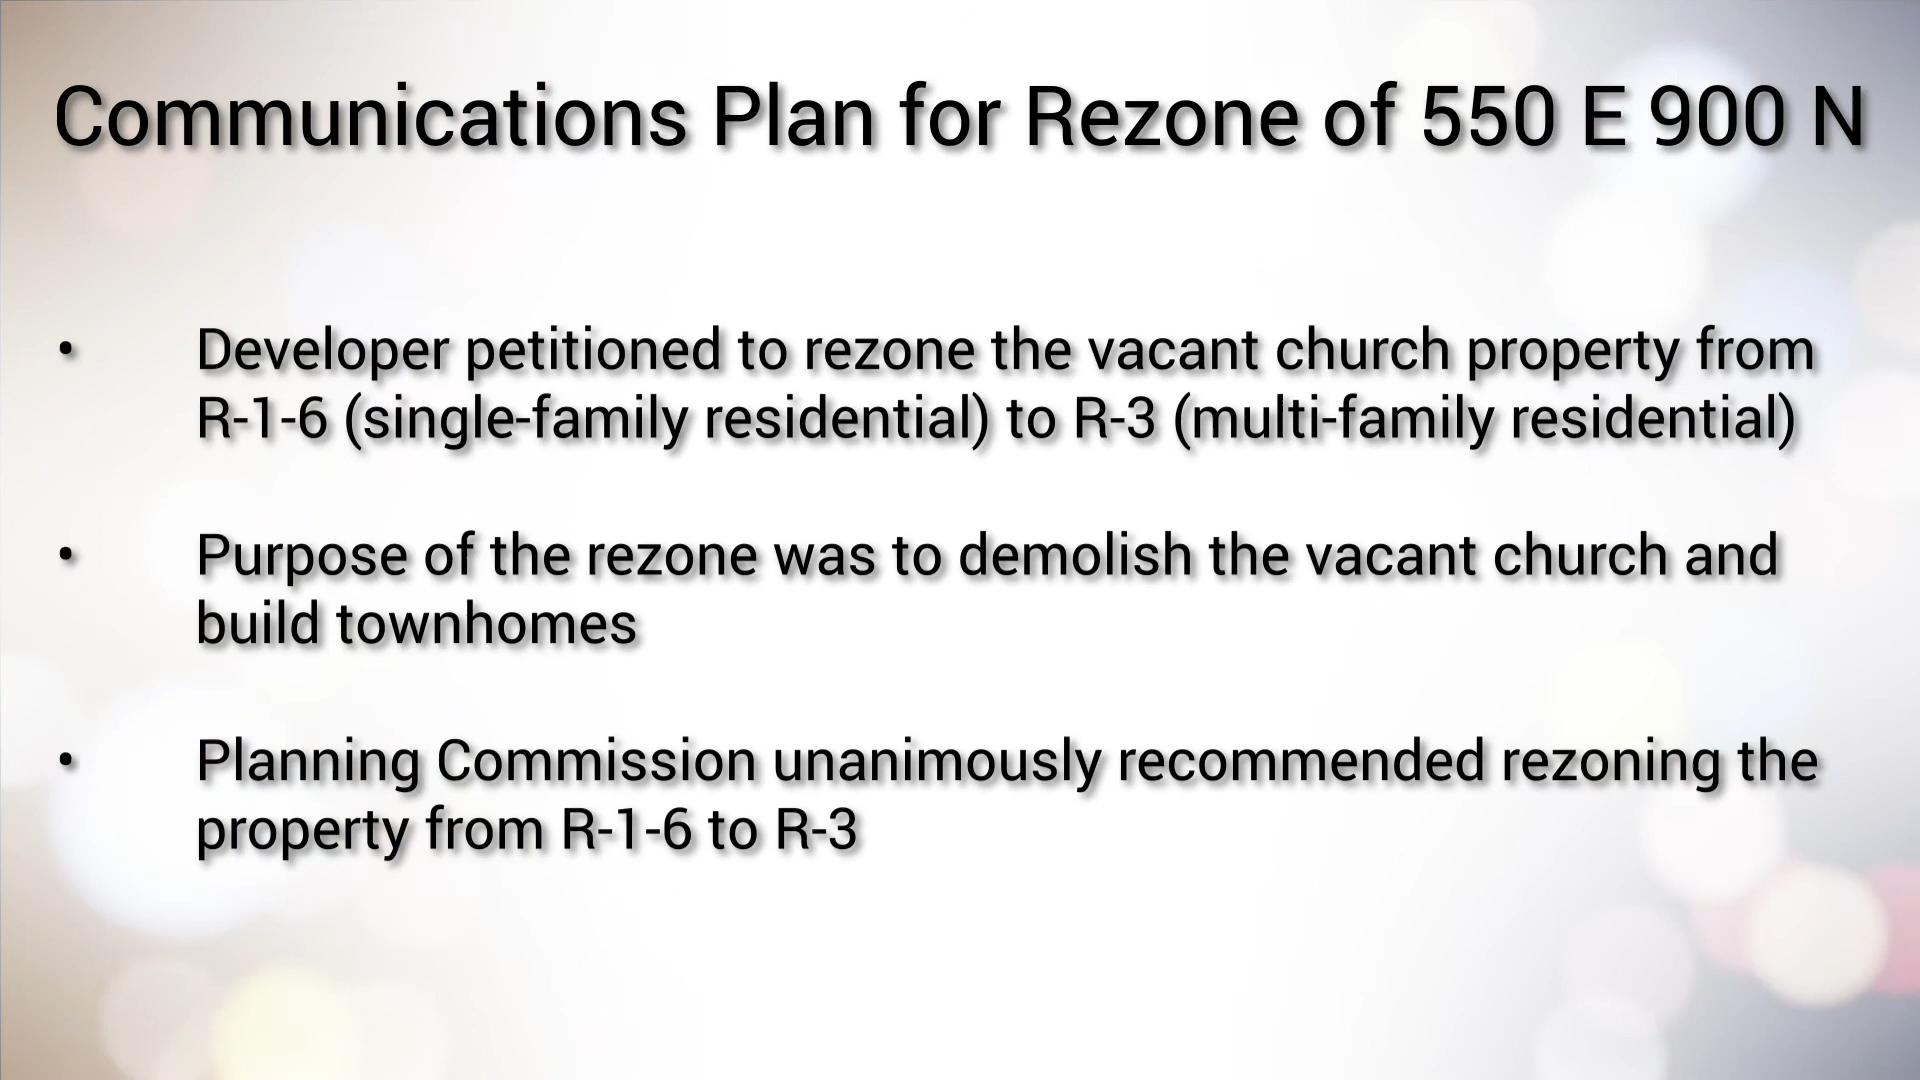 Communications Plan for Rezone of 550 E 900 N
• Developer petitioned to rezone the vacant church property from
R-1-6 (single-family residential) to R-3 (multi-family residential)
• Purpose of the rezone was to demolish the vacant church and
build townhomes
• Planning Commission unanimously recommended rezoning the
property from R-1-6 to R-3